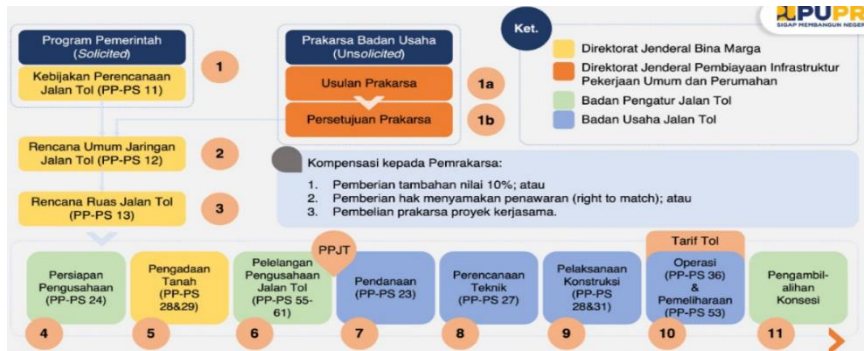 PUPR
SIGAP MEMBANGUN NEGERI
Program Pemerintah
(Solicited)
Kebijakan Perencanaan
Jalan Tol (PP-PS 11)
1
Prakarsa Badan Usaha
(Unsolicited)
Usulan Prakarsa
1a
Persetujuan Prakarsa
1b
Ket.
Direktorat Jenderal Bina Marga
Direktorat Jenderal Pembiayaan Infrastruktur
Pekerjaan Umum dan Perumahan
Badan Pengatur Jalan Tol
Badan Usaha Jalan Tol
Rencana Umum Jaringan
Jalan Tol (PP-PS 12)
2
Rencana Ruas Jalan Tol
(PP-PS 13)
3
Kompensasi kepada Pemrakarsa:
1. Pemberian tambahan nilai 10%; atau
2. Pemberian hak menyamakan penawaran (right to match); atau
3. Pembelian prakarsa proyek kerjasama.
Persiapan
Pengusahaan
(PP-PS 24)
4
Pengadaan
Tanah
(PP-PS
28&29)
5
PPJT
Pelelangan
Pengusahaan
Jalan Tol
(PP-PS 55-
61)
6
Pendanaan
(PP-PS 23)
7
Perencanaan
Teknik
(PP-PS 27)
8
Pelaksanaan
Konstruksi
(PP-PS
28&31)
9
Tarif Tol
Operasi
(PP-PS 36)
&
Pemeliharaan
(PP-PS 53)
10
Pengambil-
alihan
Konsesi
11